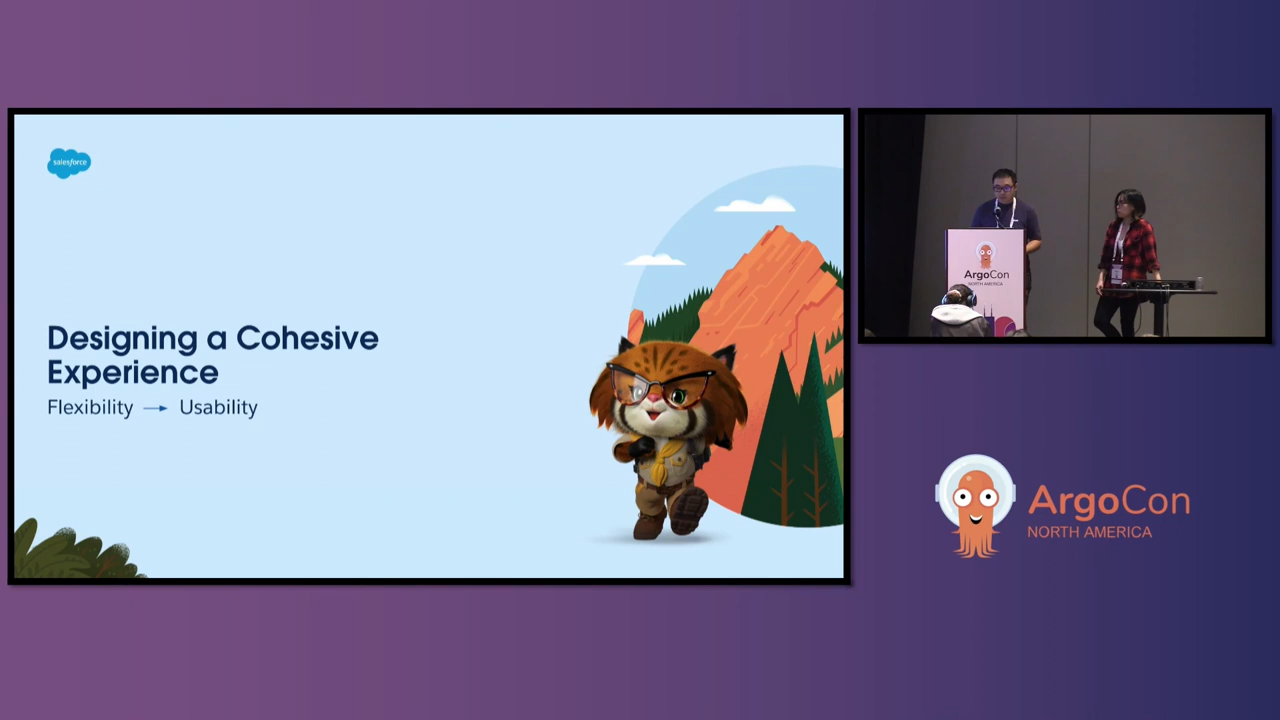 salesforce
Designing a Cohesive
Experience
Flexibility → Usability
ArgoCon
NORTH AMERICA
ArgoCon
NORTH AMERICA